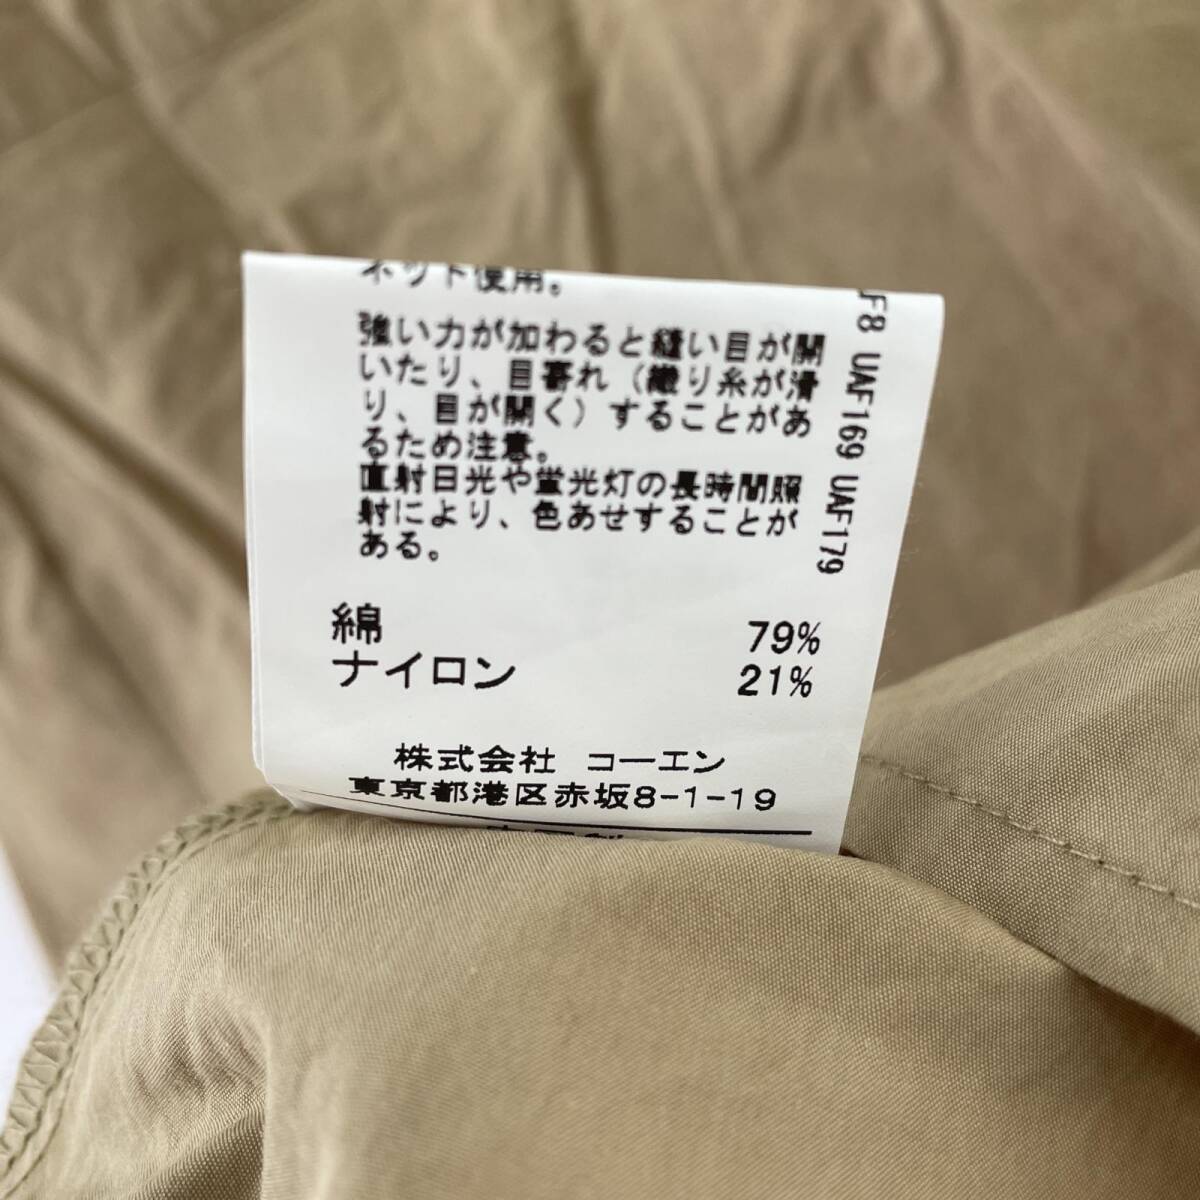 ネット使用。
強い力が加わると縫い目が開
いたり、目寄れ（織り糸が滑
り、目が開く）することがあ
るため注意。
直射日光や蛍光灯の長時間照
射により、色あせすることが
ある。
綿 79%
ナイロン 21%
株式会社 コーエン
東京都港区赤坂8-1-19
F8 UAF169 UAF179